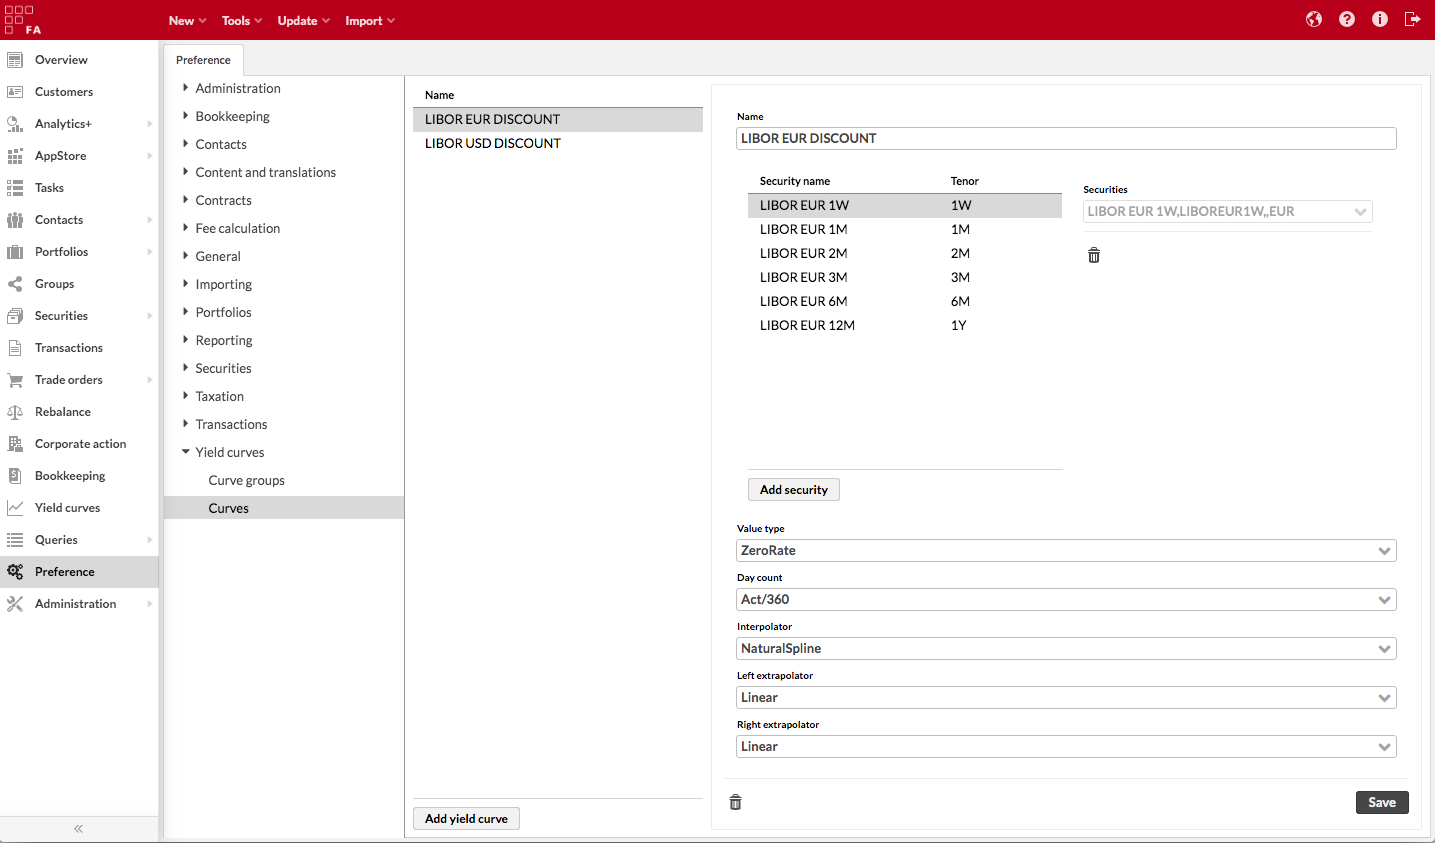 FA
New
Tools
Update
Import
Overview
Customers
Analytics+
AppStore
Tasks
Contacts
Portfolios
Groups
Securities
Transactions
Trade orders
Rebalance
Corporate action
Bookkeeping
Yield curves
Queries
Preference
Administration
«
Preference
Administration
Bookkeeping
Contacts
Content and translations
Contracts
Fee calculation
General
Importing
Portfolios
Reporting
Securities
Taxation
Transactions
Yield curves
Curve groups
Curves
Name
LIBOR EUR DISCOUNT
LIBOR USD DISCOUNT
Add yield curve
Name
LIBOR EUR DISCOUNT
Security name Tenor
LIBOR EUR 1W 1W
LIBOR EUR 1M 1M
LIBOR EUR 2M 2M
LIBOR EUR 3M 3M
LIBOR EUR 6M 6M
LIBOR EUR 12M 1Y
Add security
Securities
LIBOR EUR 1W,LIBOREUR1W,,EUR
Value type
ZeroRate
Day count
Act/360
Interpolator
NaturalSpline
Left extrapolator
Linear
Right extrapolator
Linear
Save